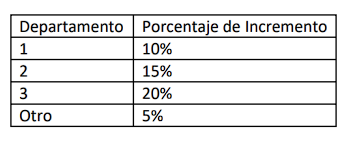 Departamento Porcentaje de Incremento
1 10%
2 15%
3 20%
Otro 5%